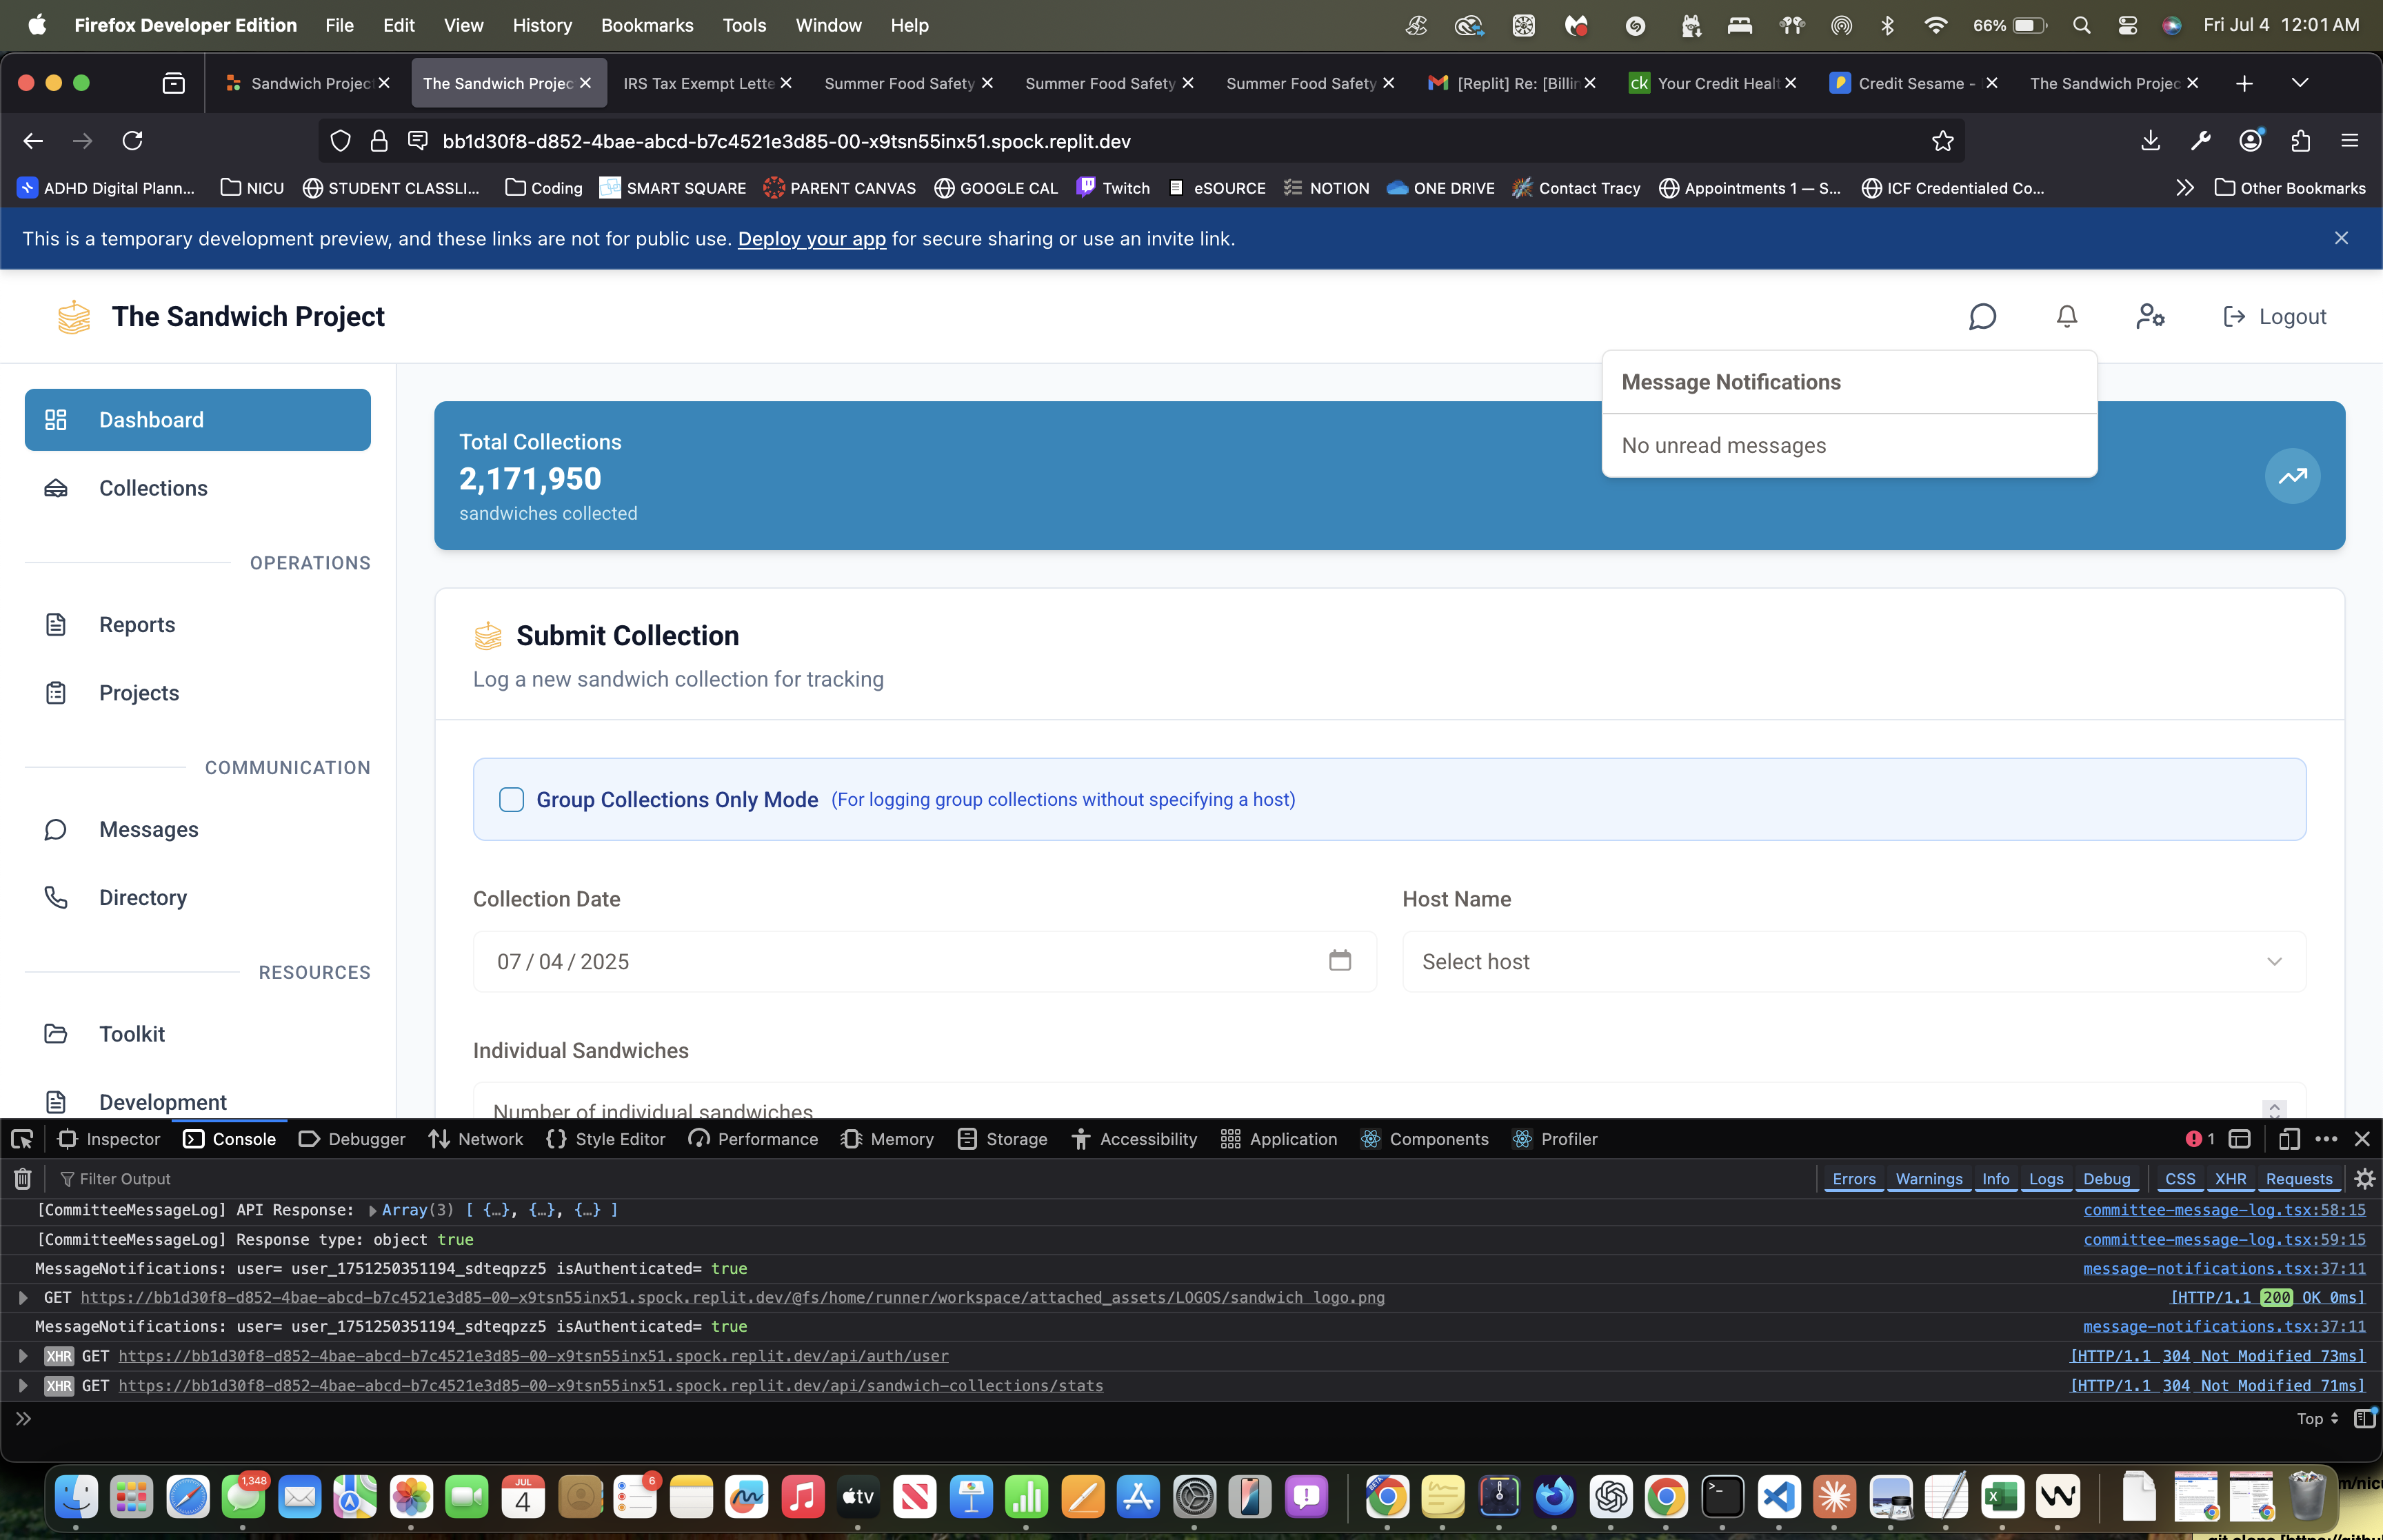 Firefox Developer Edition File Edit View History Bookmarks Tools Window Help 66% Fri Jul 4 12:01 AM
Sandwich Project The Sandwich Projec IRS Tax Exempt Lette Summer Food Safety Summer Food Safety Summer Food Safety [Replit] Re: [Billin ck Your Credit Healt Credit Sesame - The Sandwich Projec
bb1d30f8-d852-4bae-abcd-b7c4521e3d85-00-x9tsn55inx51.spock.replit.dev
ADHD Digital Plann... NICU STUDENT CLASSLI... Coding SMART SQUARE PARENT CANVAS GOOGLE CAL Twitch eSOURCE NOTION ONE DRIVE Contact Tracy Appointments 1 — S... ICF Credentialed Co... Other Bookmarks
This is a temporary development preview, and these links are not for public use. Deploy your app for secure sharing or use an invite link.
The Sandwich Project
Logout
Message Notifications
No unread messages
Dashboard
Collections
OPERATIONS
Reports
Projects
COMMUNICATION
Messages
Directory
RESOURCES
Toolkit
Development
Total Collections
2,171,950
sandwiches collected
Submit Collection
Log a new sandwich collection for tracking
Group Collections Only Mode (For logging group collections without specifying a host)
Collection Date
07 / 04 / 2025
Host Name
Select host
Individual Sandwiches
Number of individual sandwiches
Inspector Console Debugger Network Style Editor Performance Memory Storage Accessibility Application Components Profiler 1
Filter Output Errors Warnings Info Logs Debug CSS XHR Requests
[CommitteeMessageLog] API Response: Array(3) [ {…}, {…}, {…} ] committee-message-log.tsx:58:15
[CommitteeMessageLog] Response type: object true committee-message-log.tsx:59:15
MessageNotifications: user= user_1751250351194_sdteqpzz5 isAuthenticated= true message-notifications.tsx:37:11
GET https://bb1d30f8-d852-4bae-abcd-b7c4521e3d85-00-x9tsn55inx51.spock.replit.dev/@fs/home/runner/workspace/attached_assets/LOGOS/sandwich logo.png [HTTP/1.1 200 OK 0ms]
MessageNotifications: user= user_1751250351194_sdteqpzz5 isAuthenticated= true message-notifications.tsx:37:11
XHR GET https://bb1d30f8-d852-4bae-abcd-b7c4521e3d85-00-x9tsn55inx51.spock.replit.dev/api/auth/user [HTTP/1.1 304 Not Modified 73ms]
XHR GET https://bb1d30f8-d852-4bae-abcd-b7c4521e3d85-00-x9tsn55inx51.spock.replit.dev/api/sandwich-collections/stats [HTTP/1.1 304 Not Modified 71ms]
Top
1,348
JUL
4
6
tv